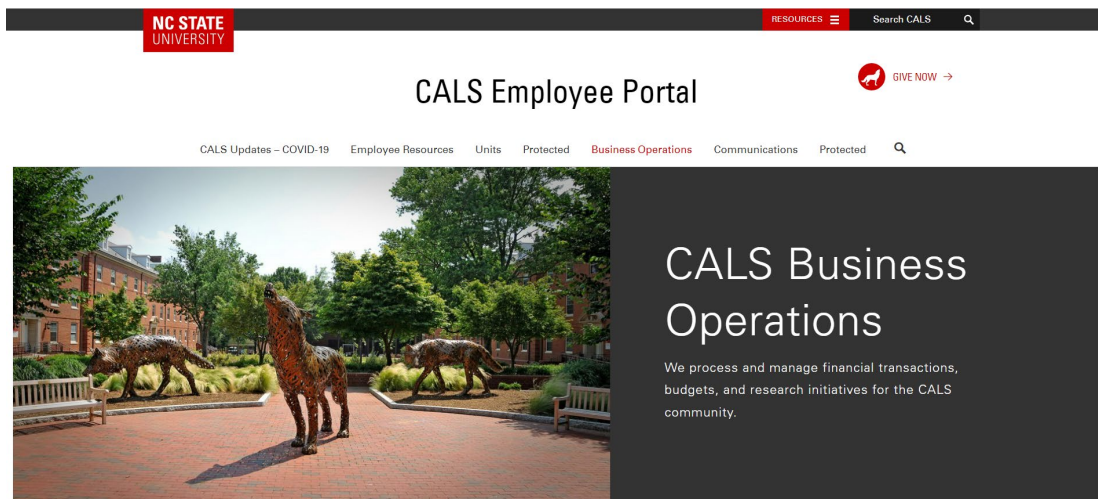 NC STATE
UNIVERSITY
RESOURCES
Search CALS
CALS Employee Portal
GIVE NOW
CALS Updates – COVID-19 Employee Resources Units Protected Business Operations Communications Protected
CALS Business
Operations
We process and manage financial transactions,
budgets, and research initiatives for the CALS
community.